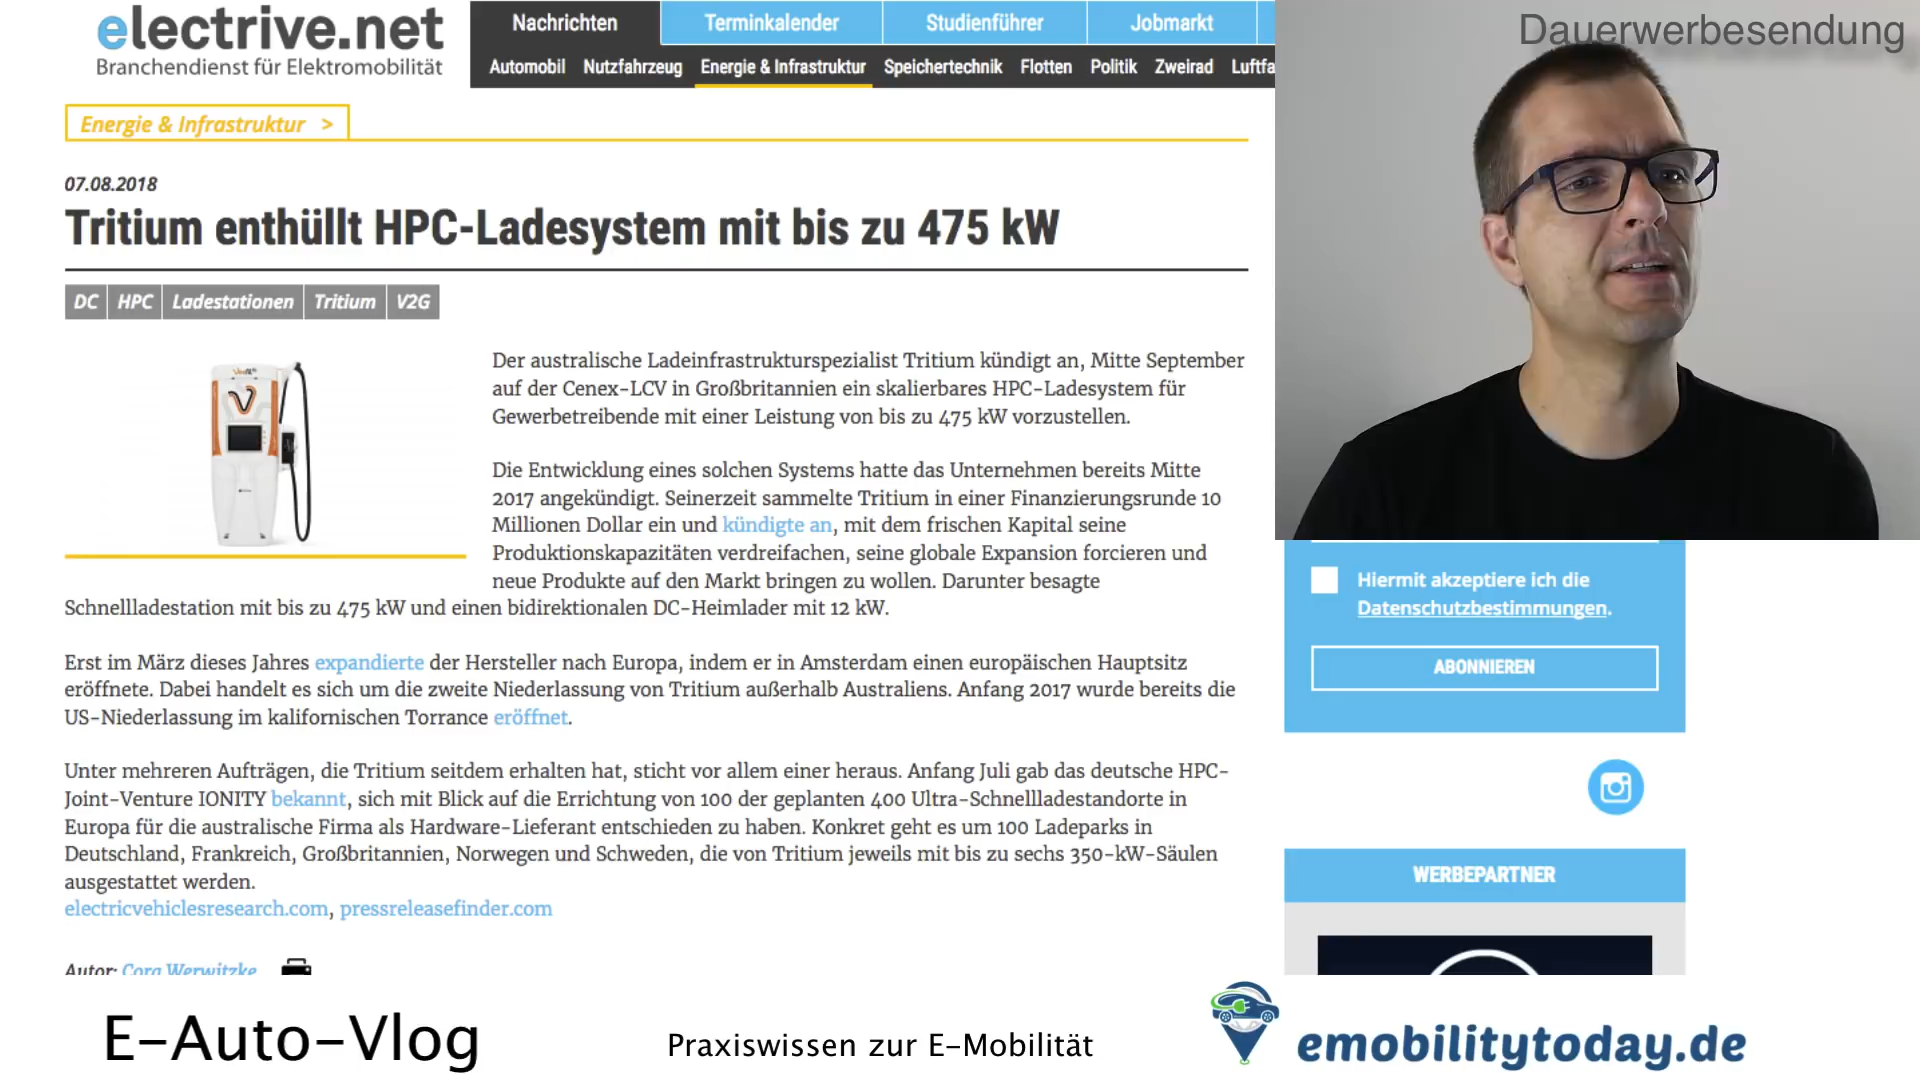 electrive.net
Branchendienst für Elektromobilität
Nachrichten
Terminkalender
Studienführer
Jobmarkt
Automobil Nutzfahrzeug Energie & Infrastruktur Speichertechnik Flotten Politik Zweirad Luftfa
Dauerwerbesendung
Energie & Infrastruktur >
07.08.2018
Tritium enthüllt HPC-Ladesystem mit bis zu 475 kW
DC HPC Ladestationen Tritium V2G
Der australische Ladeinfrastrukturspezialist Tritium kündigt an, Mitte September
auf der Cenex-LCV in Großbritannien ein skalierbares HPC-Ladesystem für
Gewerbetreibende mit einer Leistung von bis zu 475 kW vorzustellen.
Die Entwicklung eines solchen Systems hatte das Unternehmen bereits Mitte
2017 angekündigt. Seinerzeit sammelte Tritium in einer Finanzierungsrunde 10
Millionen Dollar ein und kündigte an, mit dem frischen Kapital seine
Produktionskapazitäten verdreifachen, seine globale Expansion forcieren und
neue Produkte auf den Markt bringen zu wollen. Darunter besagte
Schnellladestation mit bis zu 475 kW und einen bidirektionalen DC-Heimlader mit 12 kW.
Erst im März dieses Jahres expandierte der Hersteller nach Europa, indem er in Amsterdam einen europäischen Hauptsitz
eröffnete. Dabei handelt es sich um die zweite Niederlassung von Tritium außerhalb Australiens. Anfang 2017 wurde bereits die
US-Niederlassung im kalifornischen Torrance eröffnet.
Unter mehreren Aufträgen, die Tritium seitdem erhalten hat, sticht vor allem einer heraus. Anfang Juli gab das deutsche HPC-
Joint-Venture IONITY bekannt, sich mit Blick auf die Errichtung von 100 der geplanten 400 Ultra-Schnellladestandorte in
Europa für die australische Firma als Hardware-Lieferant entschieden zu haben. Konkret geht es um 100 Ladeparks in
Deutschland, Frankreich, Großbritannien, Norwegen und Schweden, die von Tritium jeweils mit bis zu sechs 350-kW-Säulen
ausgestattet werden.
electricvehiclesresearch.com, pressreleasefinder.com
Autor: Cora Werwitzke
Hiermit akzeptiere ich die
Datenschutzbestimmungen.
ABONNIEREN
WERBEPARTNER
E-Auto-Vlog
Praxiswissen zur E-Mobilität
emobilitytoday.de